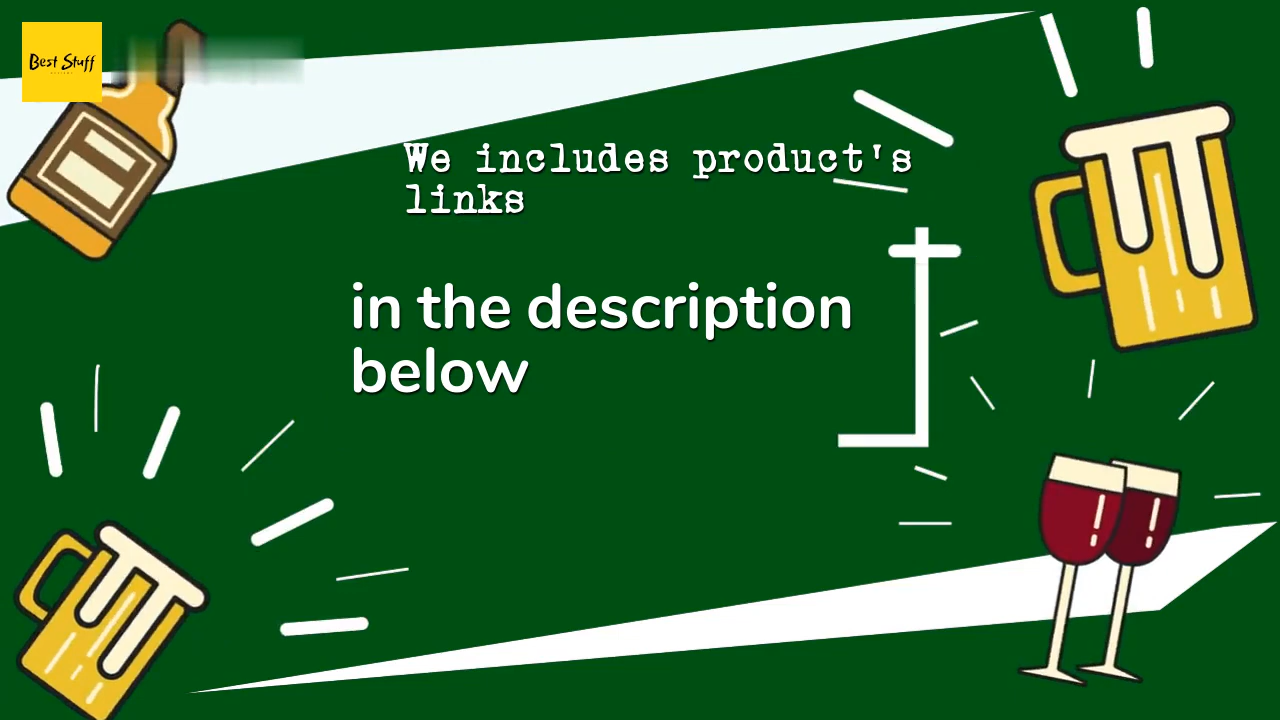 Best Stuff
We includes product's
links
in the description
below